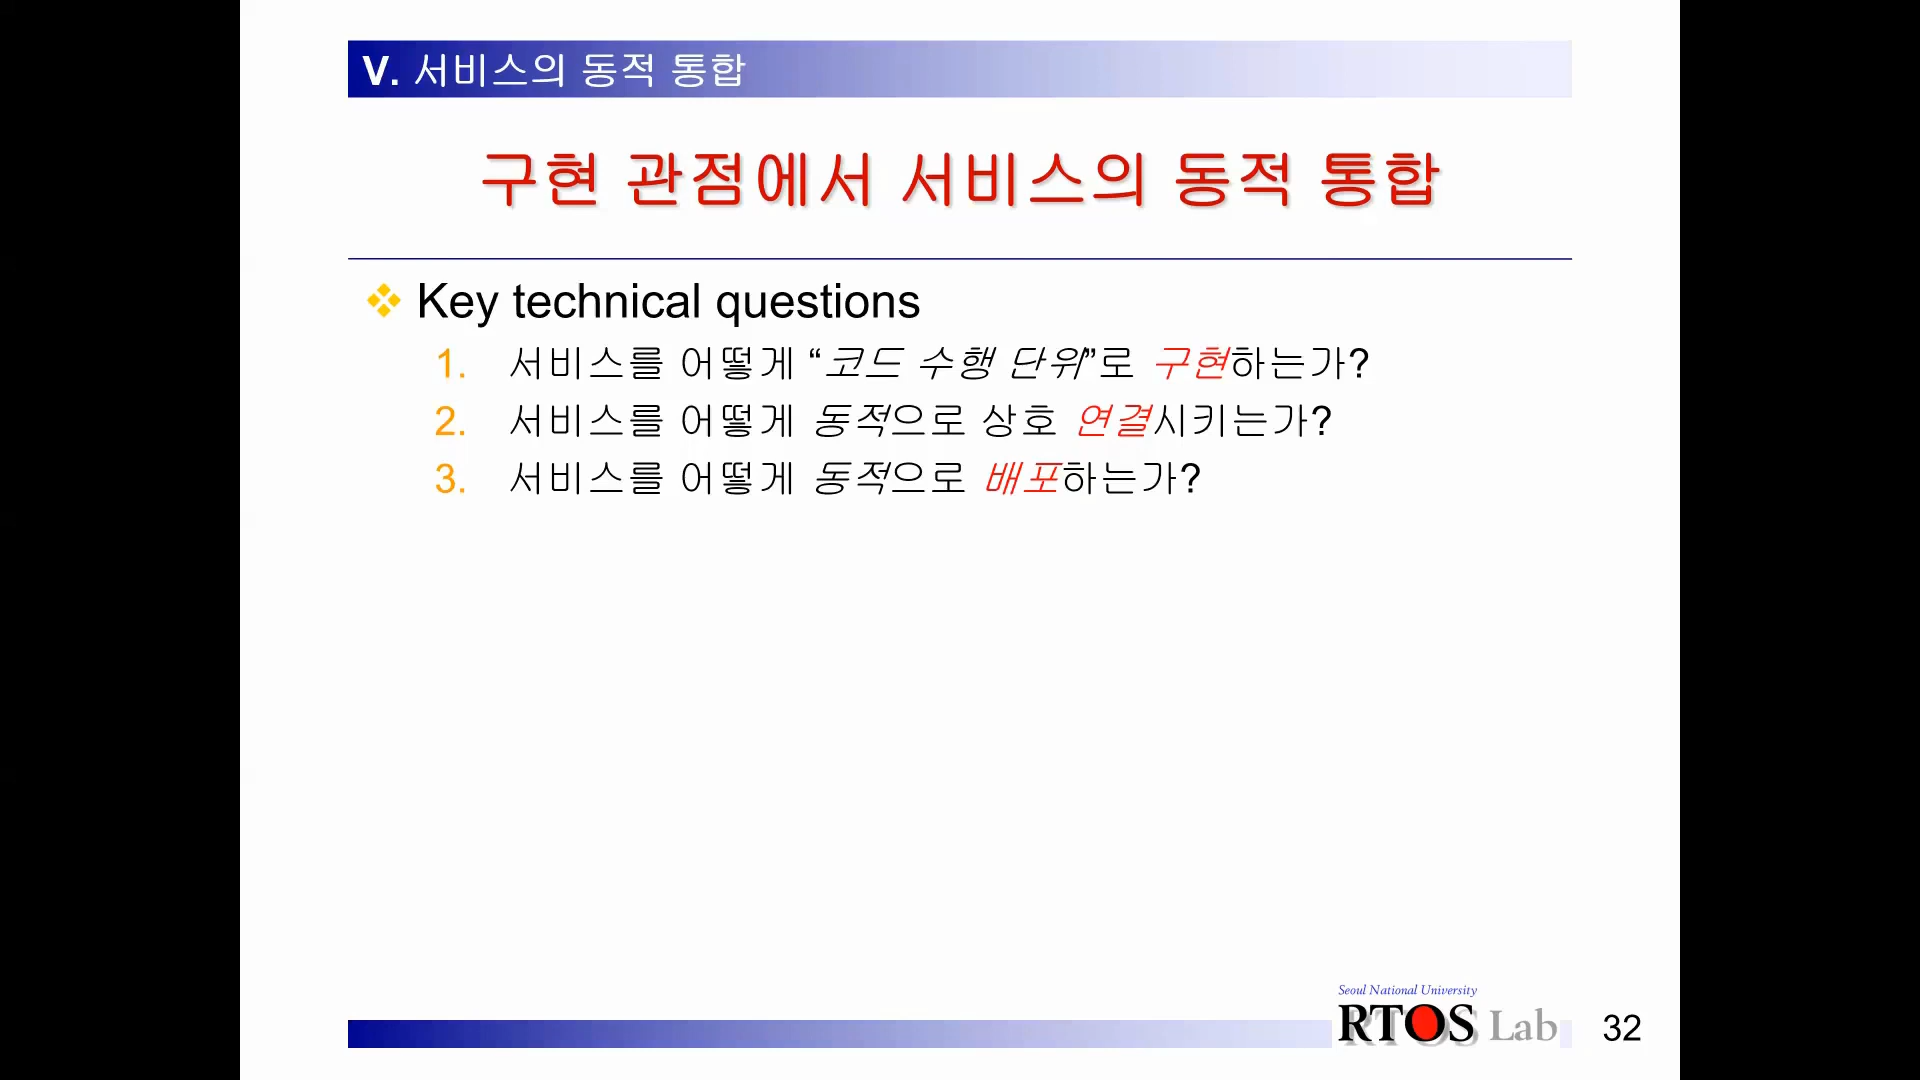 V. 서비스의 동적 통합
구현 관점에서 서비스의 동적 통합
Key technical questions
1. 서비스를 어떻게 “코드 수행 단위”로 구현하는가?
2. 서비스를 어떻게 동적으로 상호 연결시키는가?
3. 서비스를 어떻게 동적으로 배포하는가?
Seoul National University
RTOS Lab
32